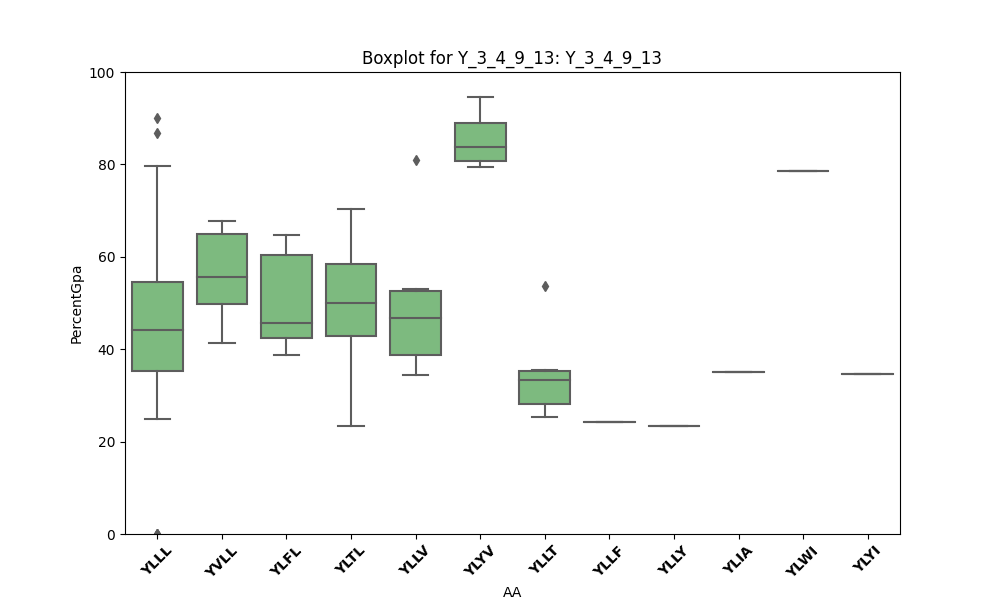 Boxplot for Y_3_4_9_13: Y_3_4_9_13
100
80
60
40
20
0
PercentGpa
YLLL YVLL YLFL YLTL YLLV YLYV YLLT YLLF YLLY YLIA YLWI YLYI
AA